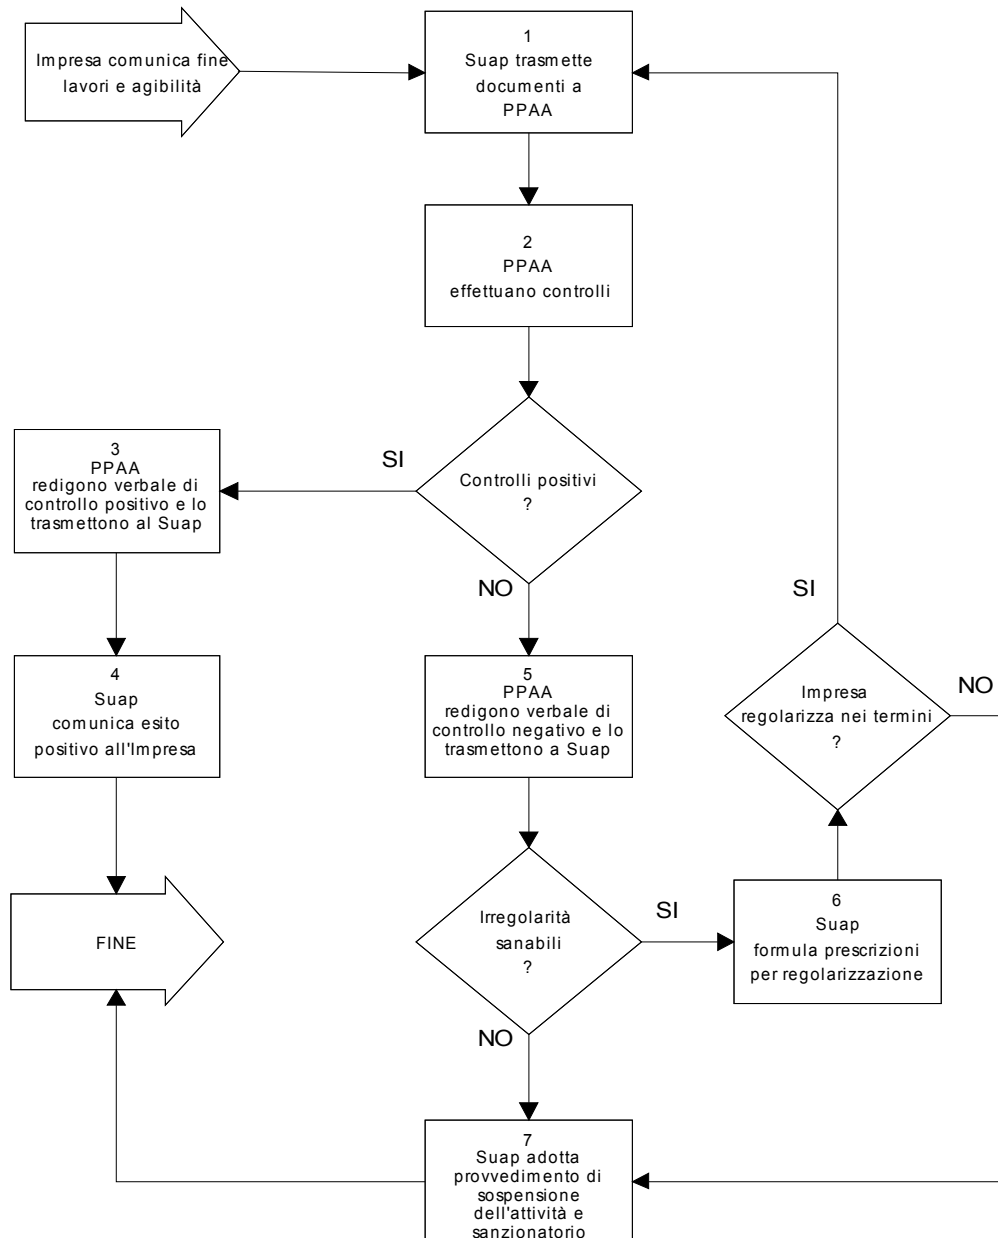 Impresa comunica fine
lavori e agibilità
1
Suap trasmette
documenti a
PPAA
2
PPAA
effettuano controlli
Controlli positivi
?
SI
NO
3
PPAA
redigono verbale di
controllo positivo e lo
trasmettono al Suap
4
Suap
comunica esito
positivo all'Impresa
FINE
5
PPAA
redigono verbale di
controllo negativo e lo
trasmettono a Suap
Irregolarità
sanabili
?
SI
NO
6
Suap
formula prescrizioni
per regolarizzazione
Impresa
regolarizza nei termini
?
SI
NO
7
Suap adotta
provvedimento di
sospensione
dell'attività e
sanzionatorio